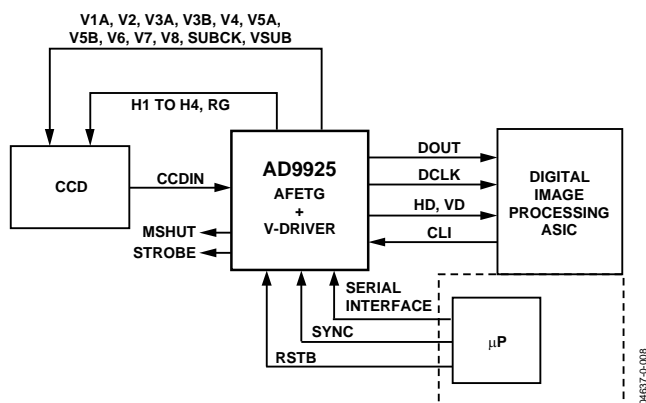 V1A, V2, V3A, V3B, V4, V5A,
V5B, V6, V7, V8, SUBCK, VSUB
H1 TO H4, RG
CCD
CCDIN
MSHUT
STROBE
AD9925
AFETG
+
V-DRIVER
DOUT
DCLK
HD, VD
CLI
DIGITAL
IMAGE
PROCESSING
ASIC
SERIAL
INTERFACE
SYNC
RSTB
μP
04637-0-008